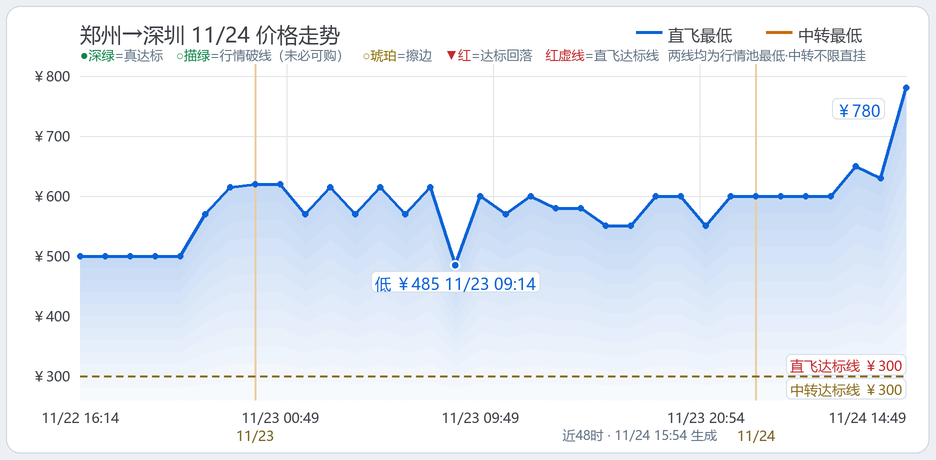 郑州→深圳 11/24 价格走势
直飞最低 中转最低
●深绿=真达标 ○描绿=行情破线（未必可购） ○琥珀=擦边 ▼红=达标回落 红虚线=直飞达标线 两线均为行情池最低·中转不限直挂
¥800
¥700
¥600
¥500
¥400
¥300
¥780
低 ¥485 11/23 09:14
直飞达标线 ¥300
中转达标线 ¥300
11/22 16:14 11/23 00:49 11/23 09:49 11/23 20:54 11/24 14:49
11/23 近48时 · 11/24 15:54 生成 11/24